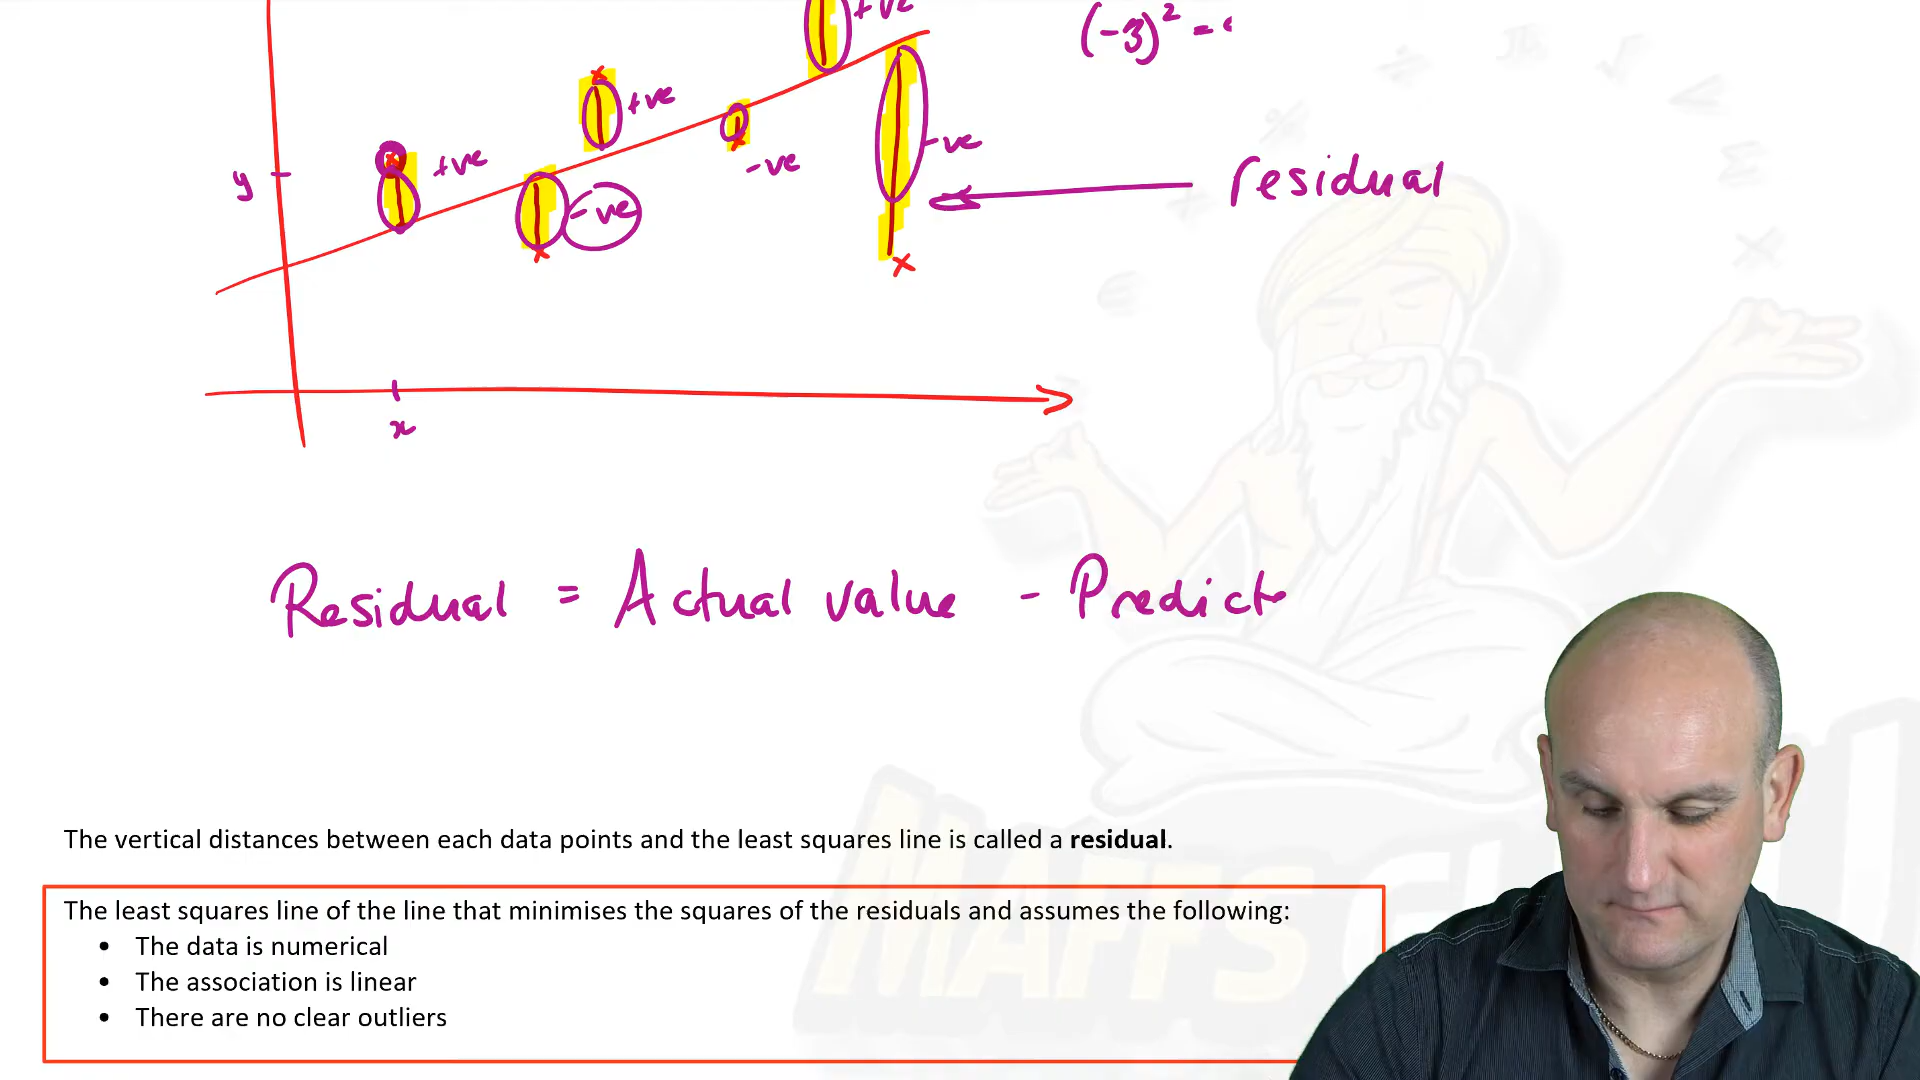 +ve
(-3)² =
+ve
y
+ve
-ve
-ve
-ve
residual
x
Residual = Actual value - Predict
The vertical distances between each data points and the least squares line is called a residual.
The least squares line of the line that minimises the squares of the residuals and assumes the following:
• The data is numerical
• The association is linear
• There are no clear outliers
MAFFS